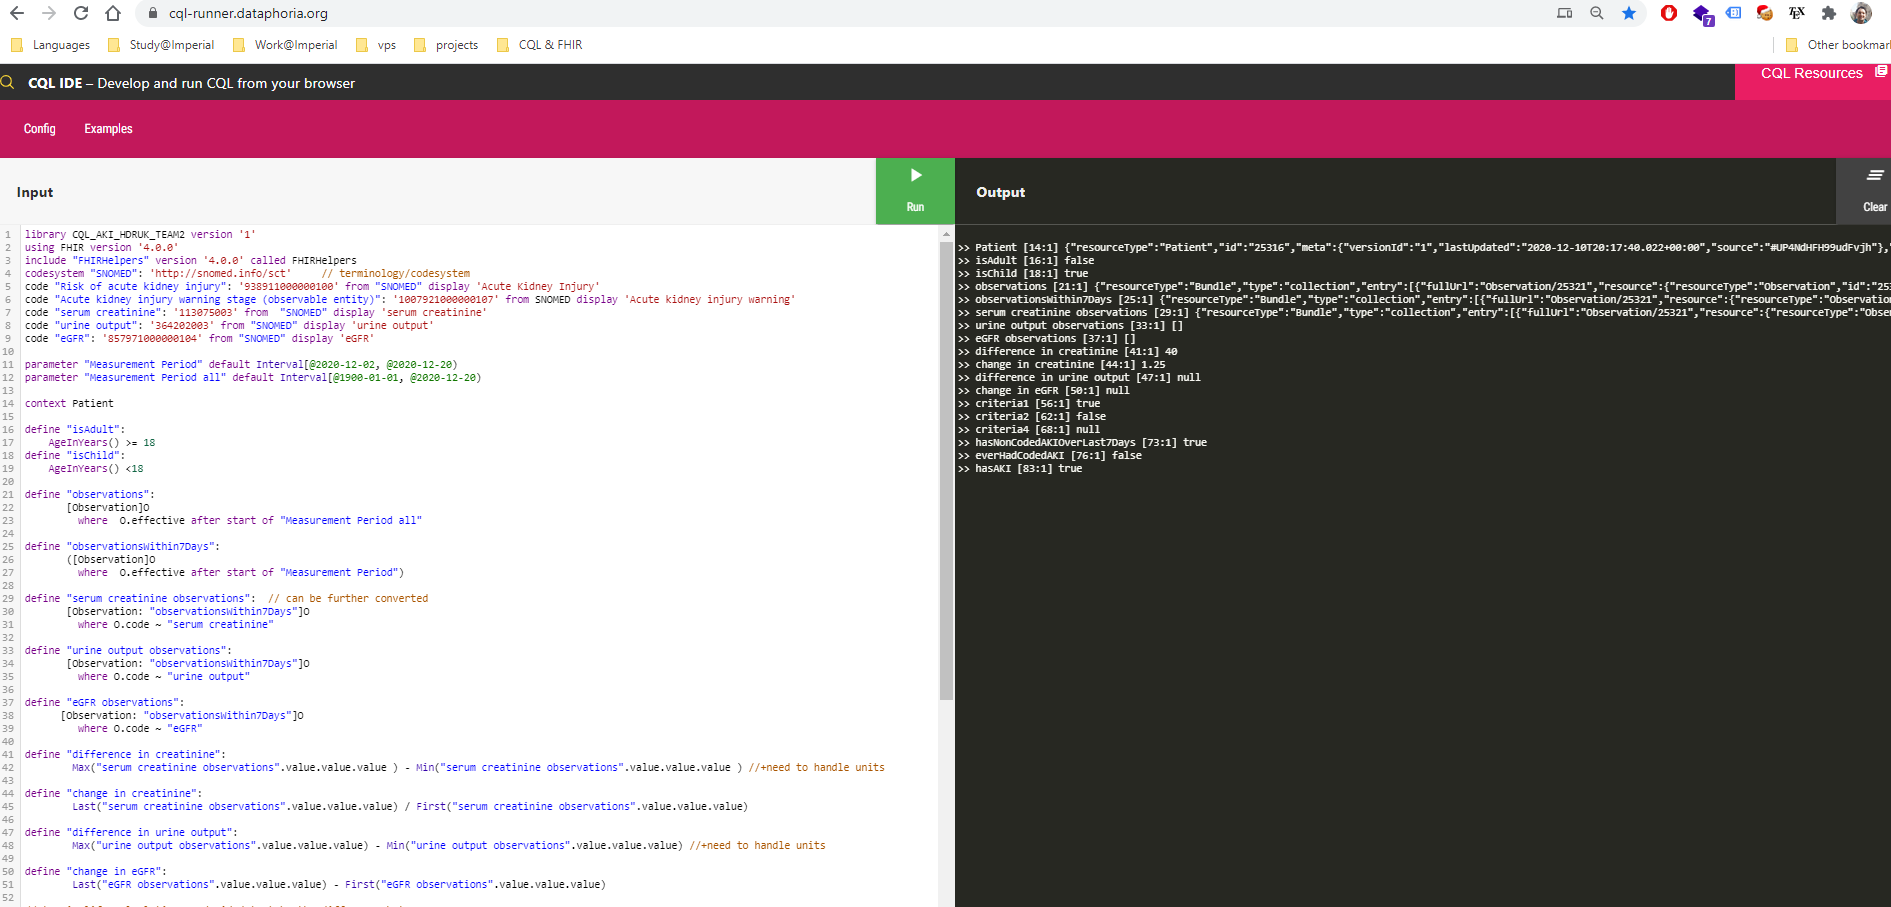 cql-runner.dataphoria.org
7
TEX
Languages Study@Imperial Work@Imperial vps projects CQL & FHIR Other bookmar
CQL IDE – Develop and run CQL from your browser
CQL Resources
Config Examples
Input
Run
Output
Clear
1 library CQL_AKI_HDRUK_TEAM2 version '1'
2 using FHIR version '4.0.0'
3 include "FHIRHelpers" version '4.0.0' called FHIRHelpers
4 codesystem "SNOMED": 'http://snomed.info/sct' // terminology/codesystem
5 code "Risk of acute kidney injury": '938911000000100' from "SNOMED" display 'Acute Kidney Injury'
6 code "Acute kidney injury warning stage (observable entity)": '1007921000000107' from SNOMED display 'Acute kidney injury warning'
7 code "serum creatinine": '113075003' from "SNOMED" display 'serum creatinine'
8 code "urine output": '364202003' from "SNOMED" display 'urine output'
9 code "eGFR": '857971000000104' from "SNOMED" display 'eGFR'
10
11 parameter "Measurement Period" default Interval[@2020-12-02, @2020-12-20)
12 parameter "Measurement Period all" default Interval[@1900-01-01, @2020-12-20)
13
14 context Patient
15
16 define "isAdult":
17 AgeInYears() >= 18
18 define "isChild":
19 AgeInYears() <18
20
21 define "observations":
22 [Observation]O
23 where O.effective after start of "Measurement Period all"
24
25 define "observationsWithin7Days":
26 ([Observation]O
27 where O.effective after start of "Measurement Period")
28
29 define "serum creatinine observations": // can be further converted
30 [Observation: "observationsWithin7Days"]O
31 where O.code ~ "serum creatinine"
32
33 define "urine output observations":
34 [Observation: "observationsWithin7Days"]O
35 where O.code ~ "urine output"
36
37 define "eGFR observations":
38 [Observation: "observationsWithin7Days"]O
39 where O.code ~ "eGFR"
40
41 define "difference in creatinine":
42 Max("serum creatinine observations".value.value.value ) - Min("serum creatinine observations".value.value.value ) //+need to handle units
43
44 define "change in creatinine":
45 Last("serum creatinine observations".value.value.value) / First("serum creatinine observations".value.value.value)
46
47 define "difference in urine output":
48 Max("urine output observations".value.value.value) - Min("urine output observations".value.value.value) //+need to handle units
49
50 define "change in eGFR":
51 Last("eGFR observations".value.value.value) - First("eGFR observations".value.value.value)
52
>> Patient [14:1] {"resourceType":"Patient","id":"25316","meta":{"versionId":"1","lastUpdated":"2020-12-10T20:17:40.022+00:00","source":"#UP4NdHFH99udFvjh"},
>> isAdult [16:1] false
>> isChild [18:1] true
>> observations [21:1] {"resourceType":"Bundle","type":"collection","entry":[{"fullUrl":"Observation/25321","resource":{"resourceType":"Observation","id":"253
>> observationsWithin7Days [25:1] {"resourceType":"Bundle","type":"collection","entry":[{"fullUrl":"Observation/25321","resource":{"resourceType":"Observation
>> serum creatinine observations [29:1] {"resourceType":"Bundle","type":"collection","entry":[{"fullUrl":"Observation/25321","resource":{"resourceType":"Obser
>> urine output observations [33:1] []
>> eGFR observations [37:1] []
>> difference in creatinine [41:1] 40
>> change in creatinine [44:1] 1.25
>> difference in urine output [47:1] null
>> change in eGFR [50:1] null
>> criteria1 [56:1] true
>> criteria2 [62:1] false
>> criteria4 [68:1] null
>> hasNonCodedAKIOverLast7Days [73:1] true
>> everHadCodedAKI [76:1] false
>> hasAKI [83:1] true